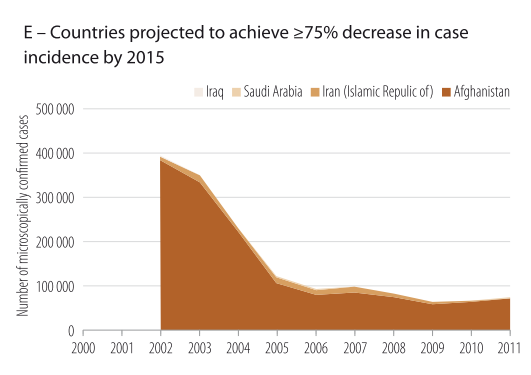 E – Countries projected to achieve ≥75% decrease in case
incidence by 2015
Iraq Saudi Arabia Iran (Islamic Repulic of) Afghanistan
Number of microscopically confirmed cases
500 000
400 000
300 000
200 000
100 000
0
2000 2001 2002 2003 2004 2005 2006 2007 2008 2009 2010 2011